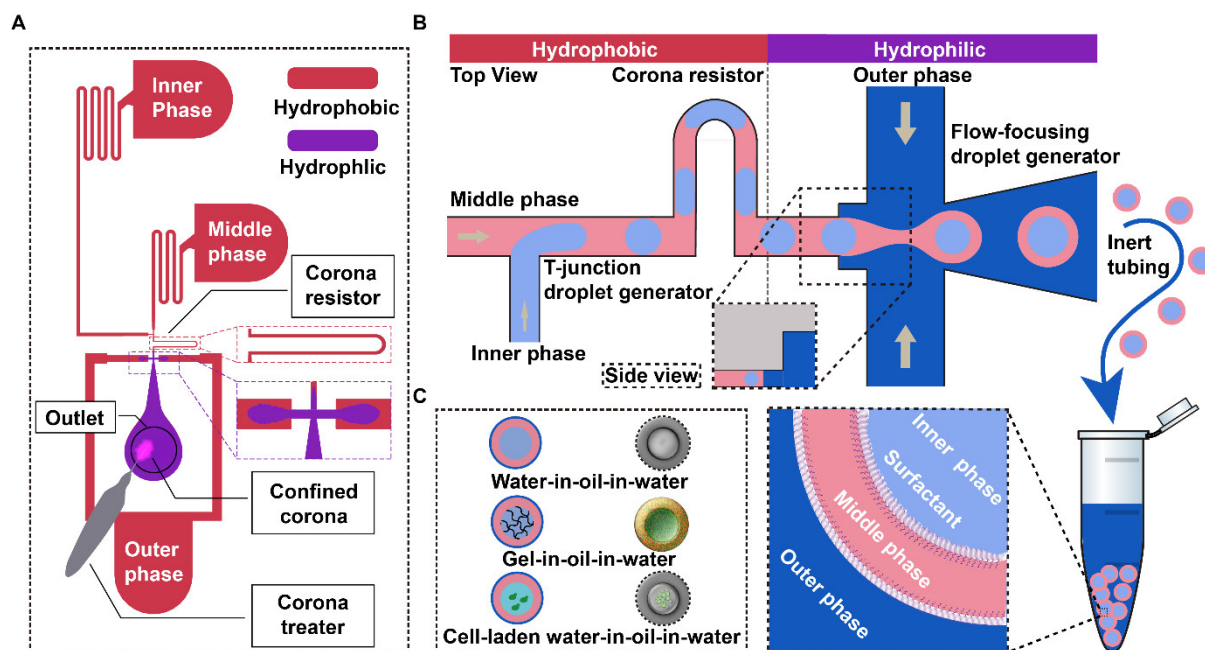 A
Inner
Phase
Hydrophobic
Hydrophlic
Middle
phase
Corona
resistor
Outlet
Confined
corona
Outer
phase
Corona
treater
B
Hydrophobic
Hydrophilic
Top View
Corona resistor
Outer phase
Flow-focusing
droplet generator
Middle phase
T-junction
droplet generator
Inner phase
Side view
Inert
tubing
C
Water-in-oil-in-water
Gel-in-oil-in-water
Cell-laden water-in-oil-in-water
Inner phase
Surfactant
Middle phase
Outer phase